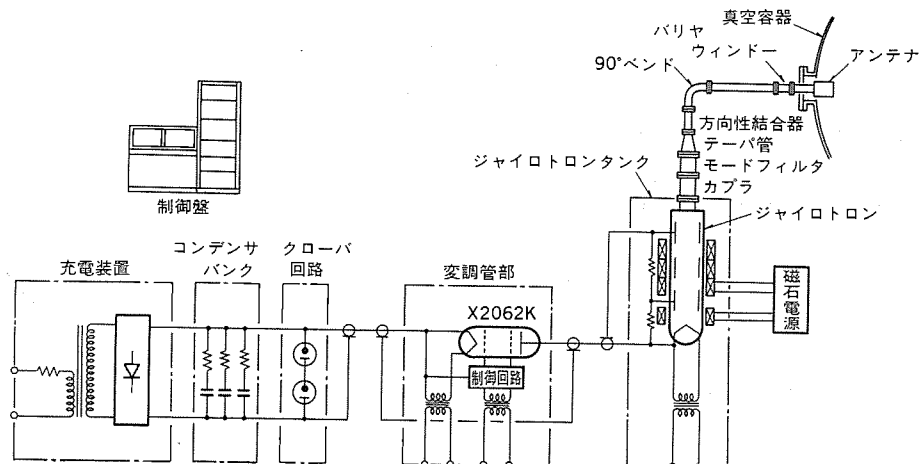 真空容器
バリヤ
ウィンドー
アンテナ
90°ベンド
方向性結合器
テーパ管
モードフィルタ
カプラ
ジャイロトロンタンク
ジャイロトロン
制御盤
コンデンサ
バンク
クローバ
回路
充電装置
変調管部
X2062K
制御回路
磁石電源